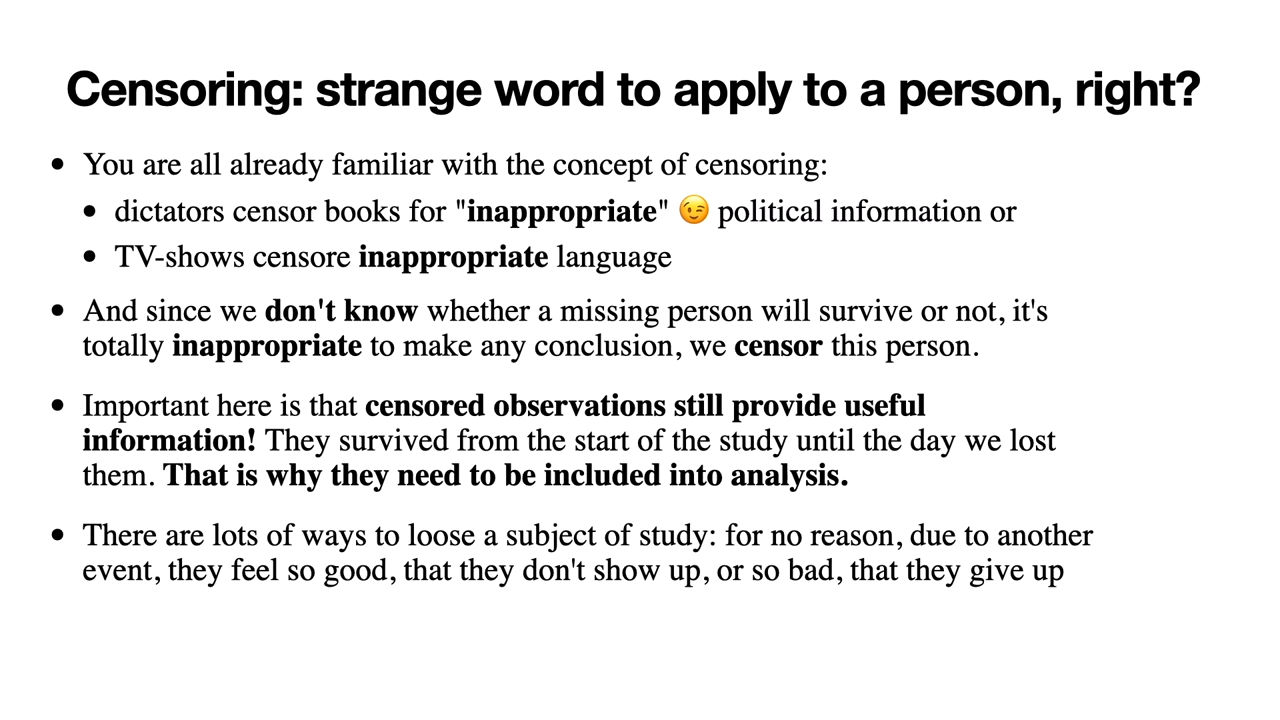 Censoring: strange word to apply to a person, right?
• You are all already familiar with the concept of censoring:
• dictators censor books for "inappropriate" 😉 political information or
• TV-shows censore inappropriate language
• And since we don't know whether a missing person will survive or not, it's
totally inappropriate to make any conclusion, we censor this person.
• Important here is that censored observations still provide useful
information! They survived from the start of the study until the day we lost
them. That is why they need to be included into analysis.
• There are lots of ways to loose a subject of study: for no reason, due to another
event, they feel so good, that they don't show up, or so bad, that they give up